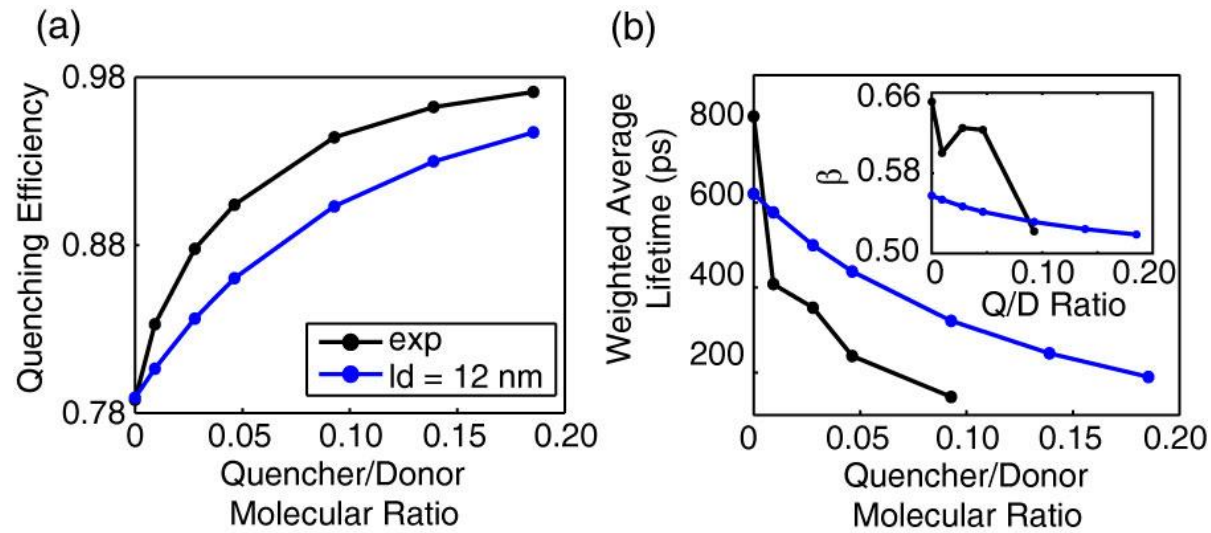 (a)
Quenching Efficiency
0.98
0.88
0.78
exp
ld = 12 nm
0
0.05
0.10
0.15
0.20
Quencher/Donor
Molecular Ratio
(b)
Weighted Average
Lifetime (ps)
800
600
400
200
0
0.05
0.10
0.15
0.20
Quencher/Donor
Molecular Ratio
β
0.66
0.58
0.50
0
0.10
0.20
Q/D Ratio